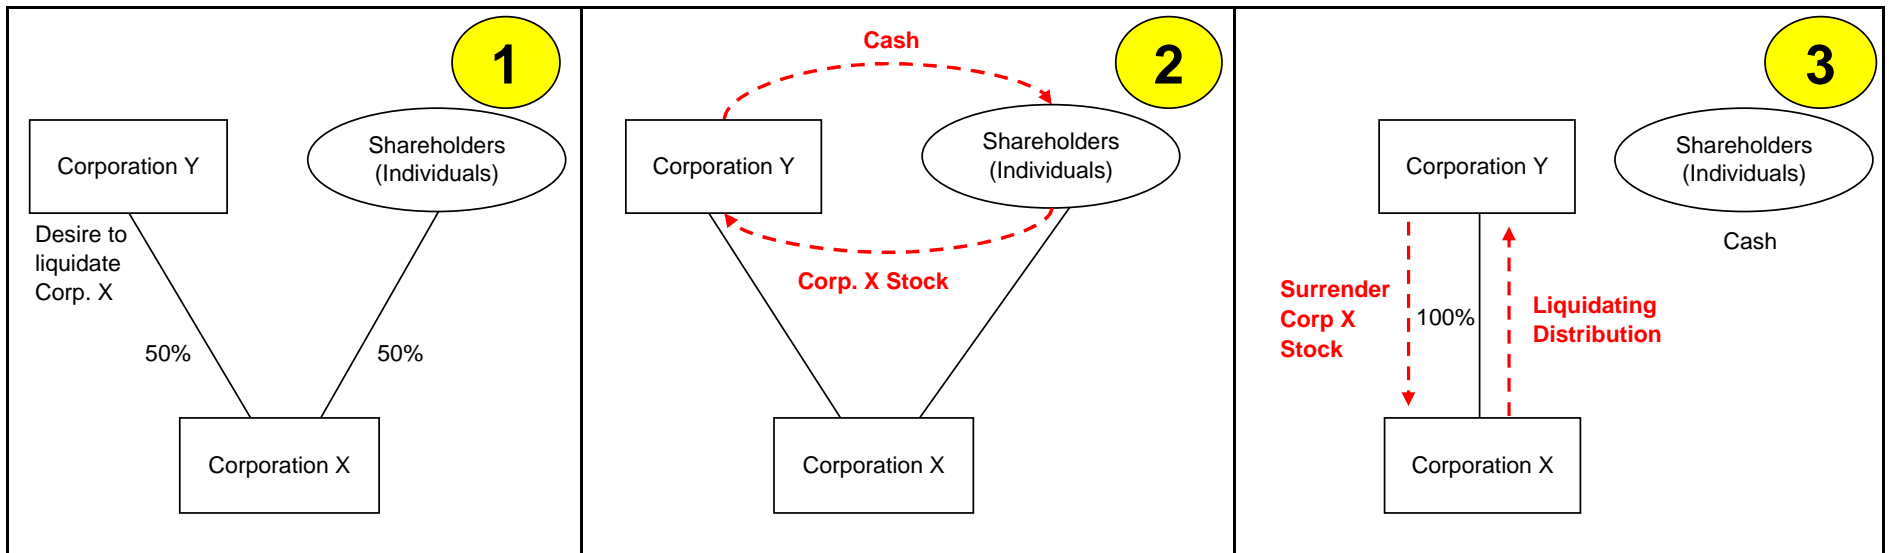 1
Corporation Y
Shareholders
(Individuals)
Desire to
liquidate
Corp. X
50%
50%
Corporation X
2
Cash
Corporation Y
Shareholders
(Individuals)
Corp. X Stock
Corporation X
3
Corporation Y
Shareholders
(Individuals)
Cash
Surrender
Corp X
Stock
100%
Liquidating
Distribution
Corporation X